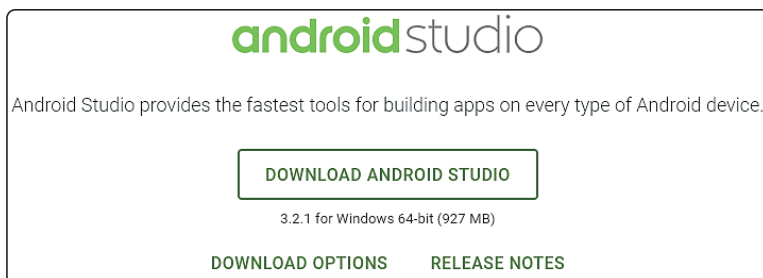 androidstudio
Android Studio provides the fastest tools for building apps on every type of Android device.
DOWNLOAD ANDROID STUDIO
3.2.1 for Windows 64-bit (927 MB)
DOWNLOAD OPTIONS RELEASE NOTES